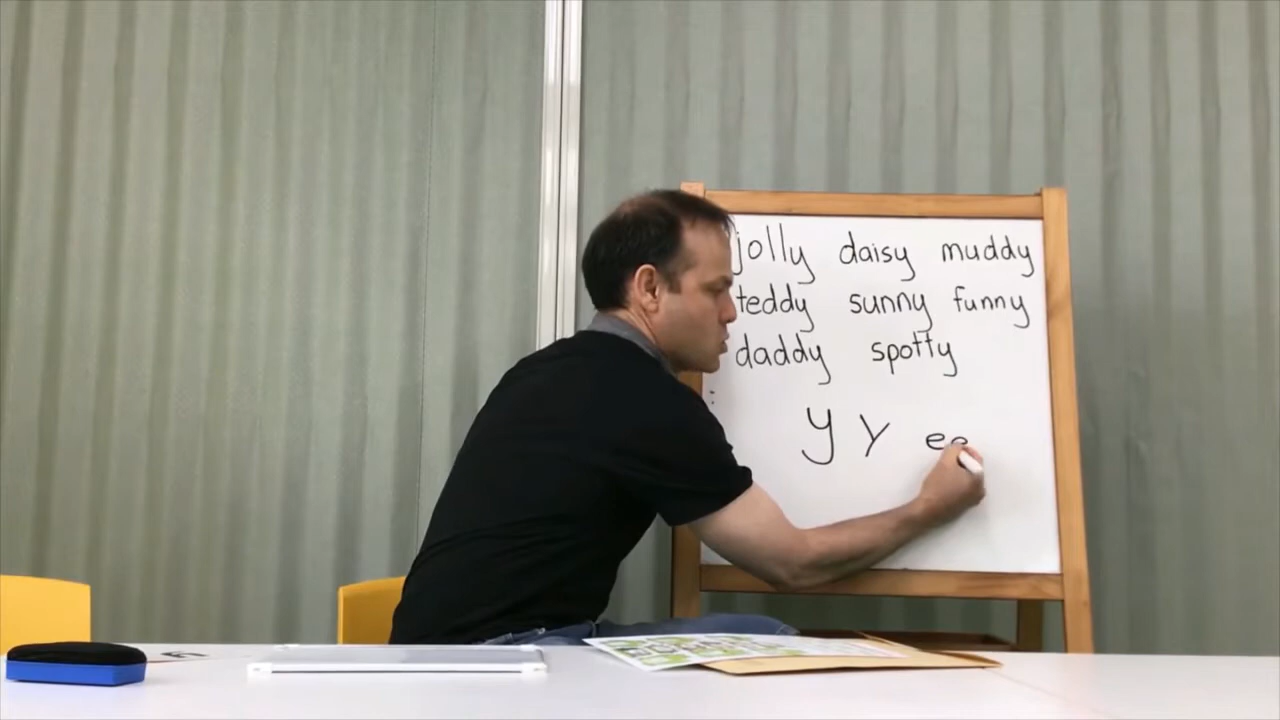 jolly daisy muddy
teddy sunny funny
daddy spotty
y y ee